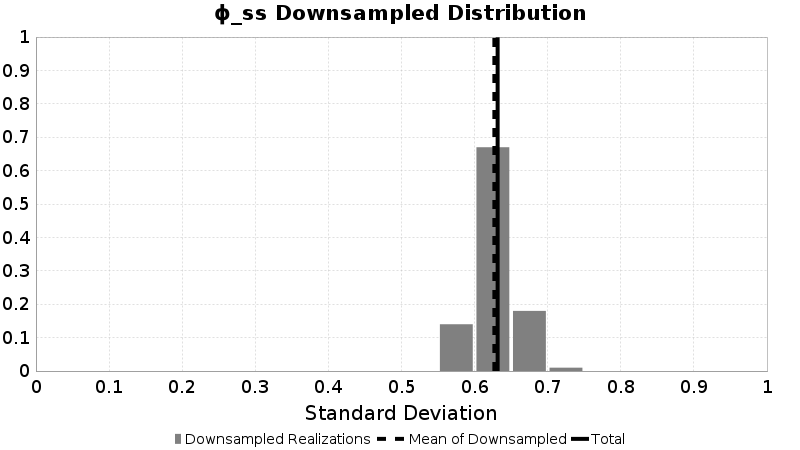 ϕ_ss Downsampled Distribution
1
0.9
0.8
0.7
0.6
0.5
0.4
0.3
0.2
0.1
0
0 0.1 0.2 0.3 0.4 0.5 0.6 0.7 0.8 0.9 1
Standard Deviation
Downsampled Realizations Mean of Downsampled Total